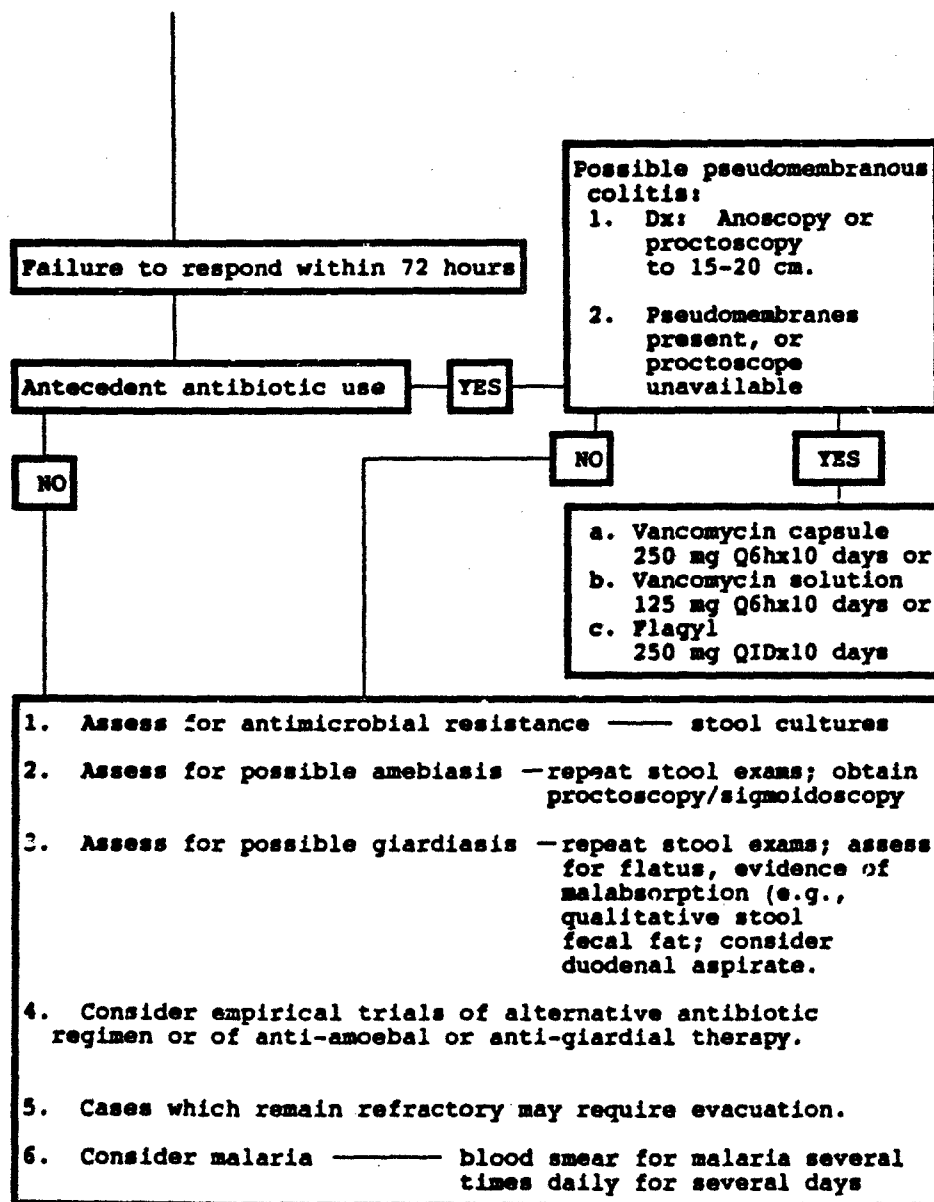 Failure to respond within 72 hours
Antecedent antibiotic use
YES
Possible pseudomembranous
colitis:
1. Dx: Anoscopy or
proctoscopy
to 15-20 cm.
2. Pseudomembranes
present, or
proctoscope
unavailable
NO
NO
YES
a. Vancomycin capsule
250 mg Q6hx10 days or
b. Vancomycin solution
125 mg Q6hx10 days or
c. Flagyl
250 mg QIDx10 days
1. Assess for antimicrobial resistance —— stool cultures
2. Assess for possible amebiasis —repeat stool exams; obtain
proctoscopy/sigmoidoscopy
3. Assess for possible giardiasis —repeat stool exams; assess
for flatus, evidence of
malabsorption (e.g.,
qualitative stool
fecal fat; consider
duodenal aspirate.
4. Consider empirical trials of alternative antibiotic
regimen or of anti-amoebal or anti-giardial therapy.
5. Cases which remain refractory may require evacuation.
6. Consider malaria ——— blood smear for malaria several
times daily for several days